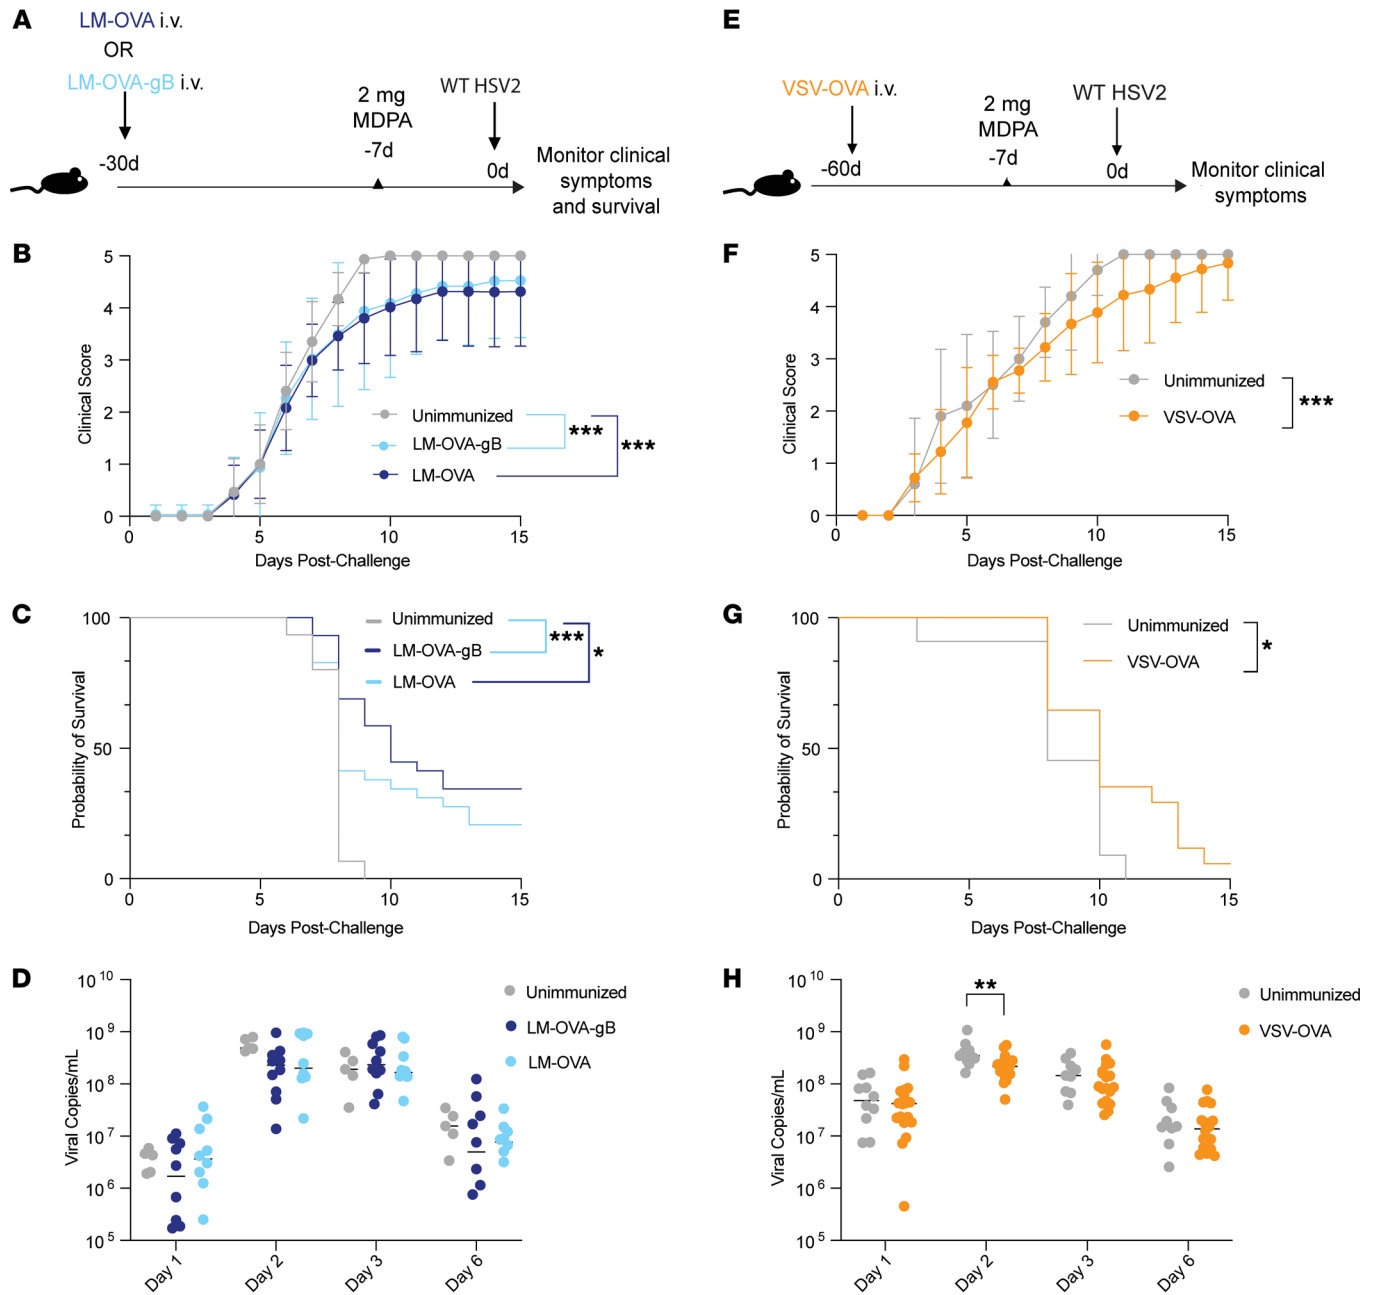 A
LM-OVA i.v.
OR
LM-OVA-gB i.v.
-30d
2 mg
MDPA
-7d
WT HSV2
0d
Monitor clinical
symptoms
and survival
B
Clinical Score
5
4
3
2
1
0
0
5
10
15
Days Post-Challenge
Unimmunized
LM-OVA-gB
LM-OVA
***
***
C
Probability of Survival
100
50
0
0
5
10
15
Days Post-Challenge
Unimmunized
LM-OVA-gB
LM-OVA
***
*
D
Viral Copies/mL
10 10
10 9
10 8
10 7
10 6
10 5
Day 1
Day 2
Day 3
Day 6
Unimmunized
LM-OVA-gB
LM-OVA
E
VSV-OVA i.v.
-60d
2 mg
MDPA
-7d
WT HSV2
0d
Monitor clinical
symptoms
F
Clinical Score
5
4
3
2
1
0
0
5
10
15
Days Post-Challenge
Unimmunized
VSV-OVA
***
G
Probability of Survival
100
50
0
0
5
10
15
Days Post-Challenge
Unimmunized
VSV-OVA
*
H
Viral Copies/mL
10 10
10 9
10 8
10 7
10 6
10 5
Day 1
Day 2
Day 3
Day 6
**
Unimmunized
VSV-OVA